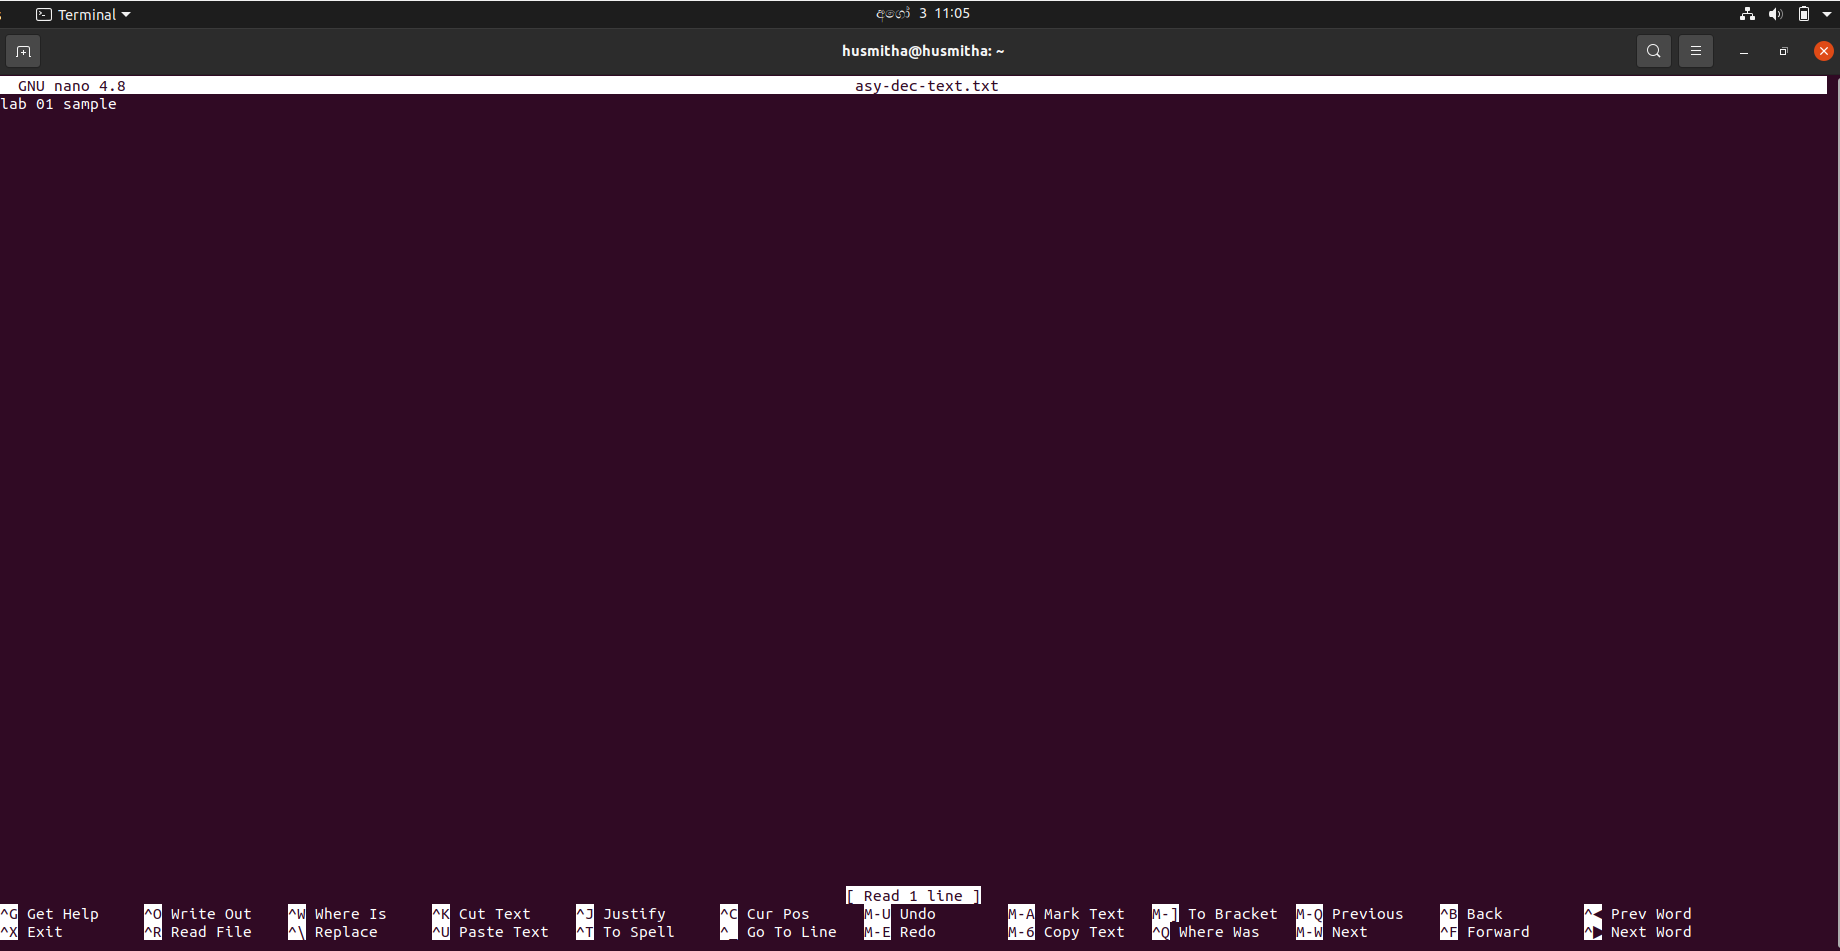 Terminal
අගෝ 3 11:05
husmitha@husmitha: ~
GNU nano 4.8 asy-dec-text.txt
lab 01 sample
[ Read 1 line ]
^G Get Help ^O Write Out ^W Where Is ^K Cut Text ^J Justify ^C Cur Pos M-U Undo M-A Mark Text M-] To Bracket M-Q Previous ^B Back ^◀ Prev Word
^X Exit ^R Read File ^\ Replace ^U Paste Text ^T To Spell ^_ Go To Line M-E Redo M-6 Copy Text ^Q Where Was M-W Next ^F Forward ^▶ Next Word